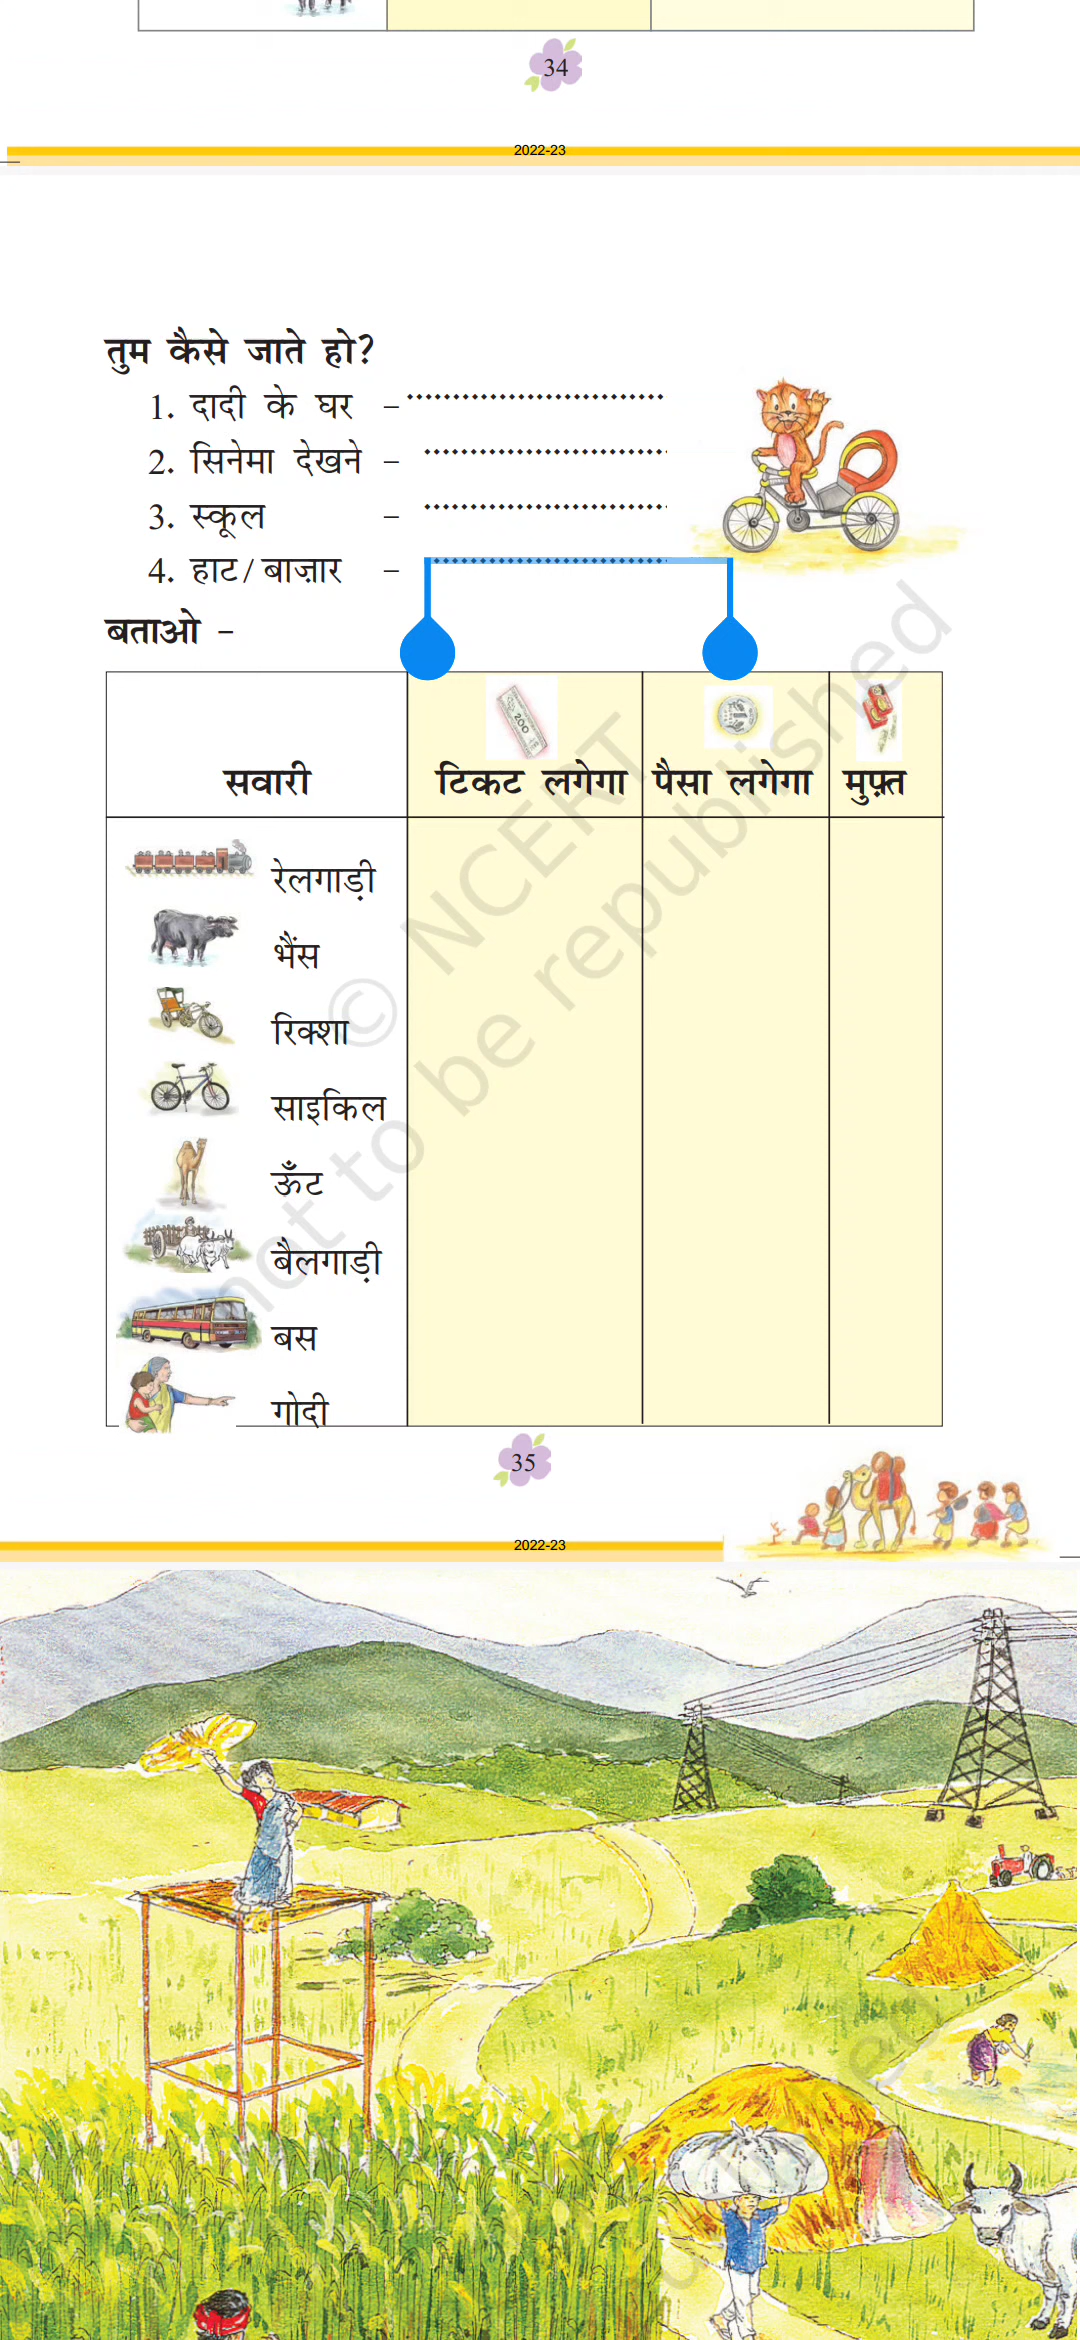 34
2022-23
तुम कैसे जाते हो?
1. दादी के घर –
2. सिनेमा देखने –
3. स्कूल –
4. हाट/बाज़ार –
बताओ –
200
सवारी टिकट लगेगा पैसा लगेगा मुफ़्त
रेलगाड़ी
भैंस
रिक्शा
साइकिल
ऊँट
बैलगाड़ी
बस
गोदी
© NCERT
not to be republished
35
2022-23